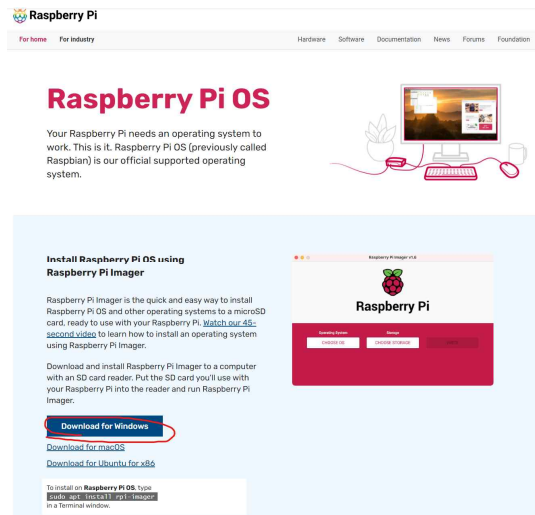 Raspberry Pi
For home For industry Hardware Software Documentation News Forums Foundation
Raspberry Pi OS
Your Raspberry Pi needs an operating system to
work. This is it. Raspberry Pi OS (previously called
Raspbian) is our official supported operating
system.
Install Raspberry Pi OS using
Raspberry Pi Imager
Raspberry Pi Imager is the quick and easy way to install
Raspberry Pi OS and other operating systems to a microSD
card, ready to use with your Raspberry Pi. Watch our 45-
second video to learn how to install an operating system
using Raspberry Pi Imager.
Download and install Raspberry Pi Imager to a computer
with an SD card reader. Put the SD card you'll use with
your Raspberry Pi into the reader and run Raspberry Pi
Imager.
Download for Windows
Download for macOS
Download for Ubuntu for x86
To install on Raspberry Pi OS, type
sudo apt install rpi-imager
in a Terminal window.
Raspberry Pi Imager v1.6
Raspberry Pi
Operating System Storage
CHOOSE OS CHOOSE STORAGE